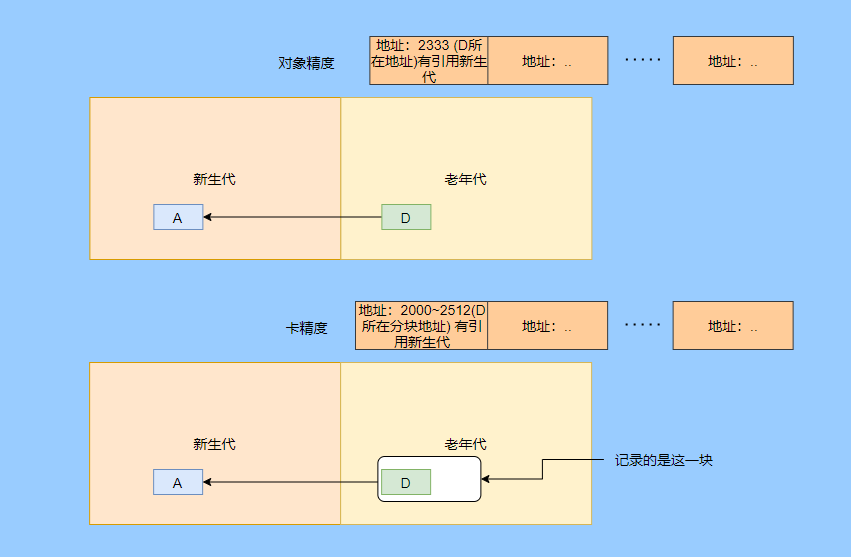 对象精度
地址：2333 (D所
在地址)有引用新生
代
地址：..
.....
地址：..
新生代
老年代
A
D
卡精度
地址：2000~2512(D
所在分块地址) 有引
用新生代
地址：..
.....
地址：..
新生代
老年代
A
D
记录的是这一块